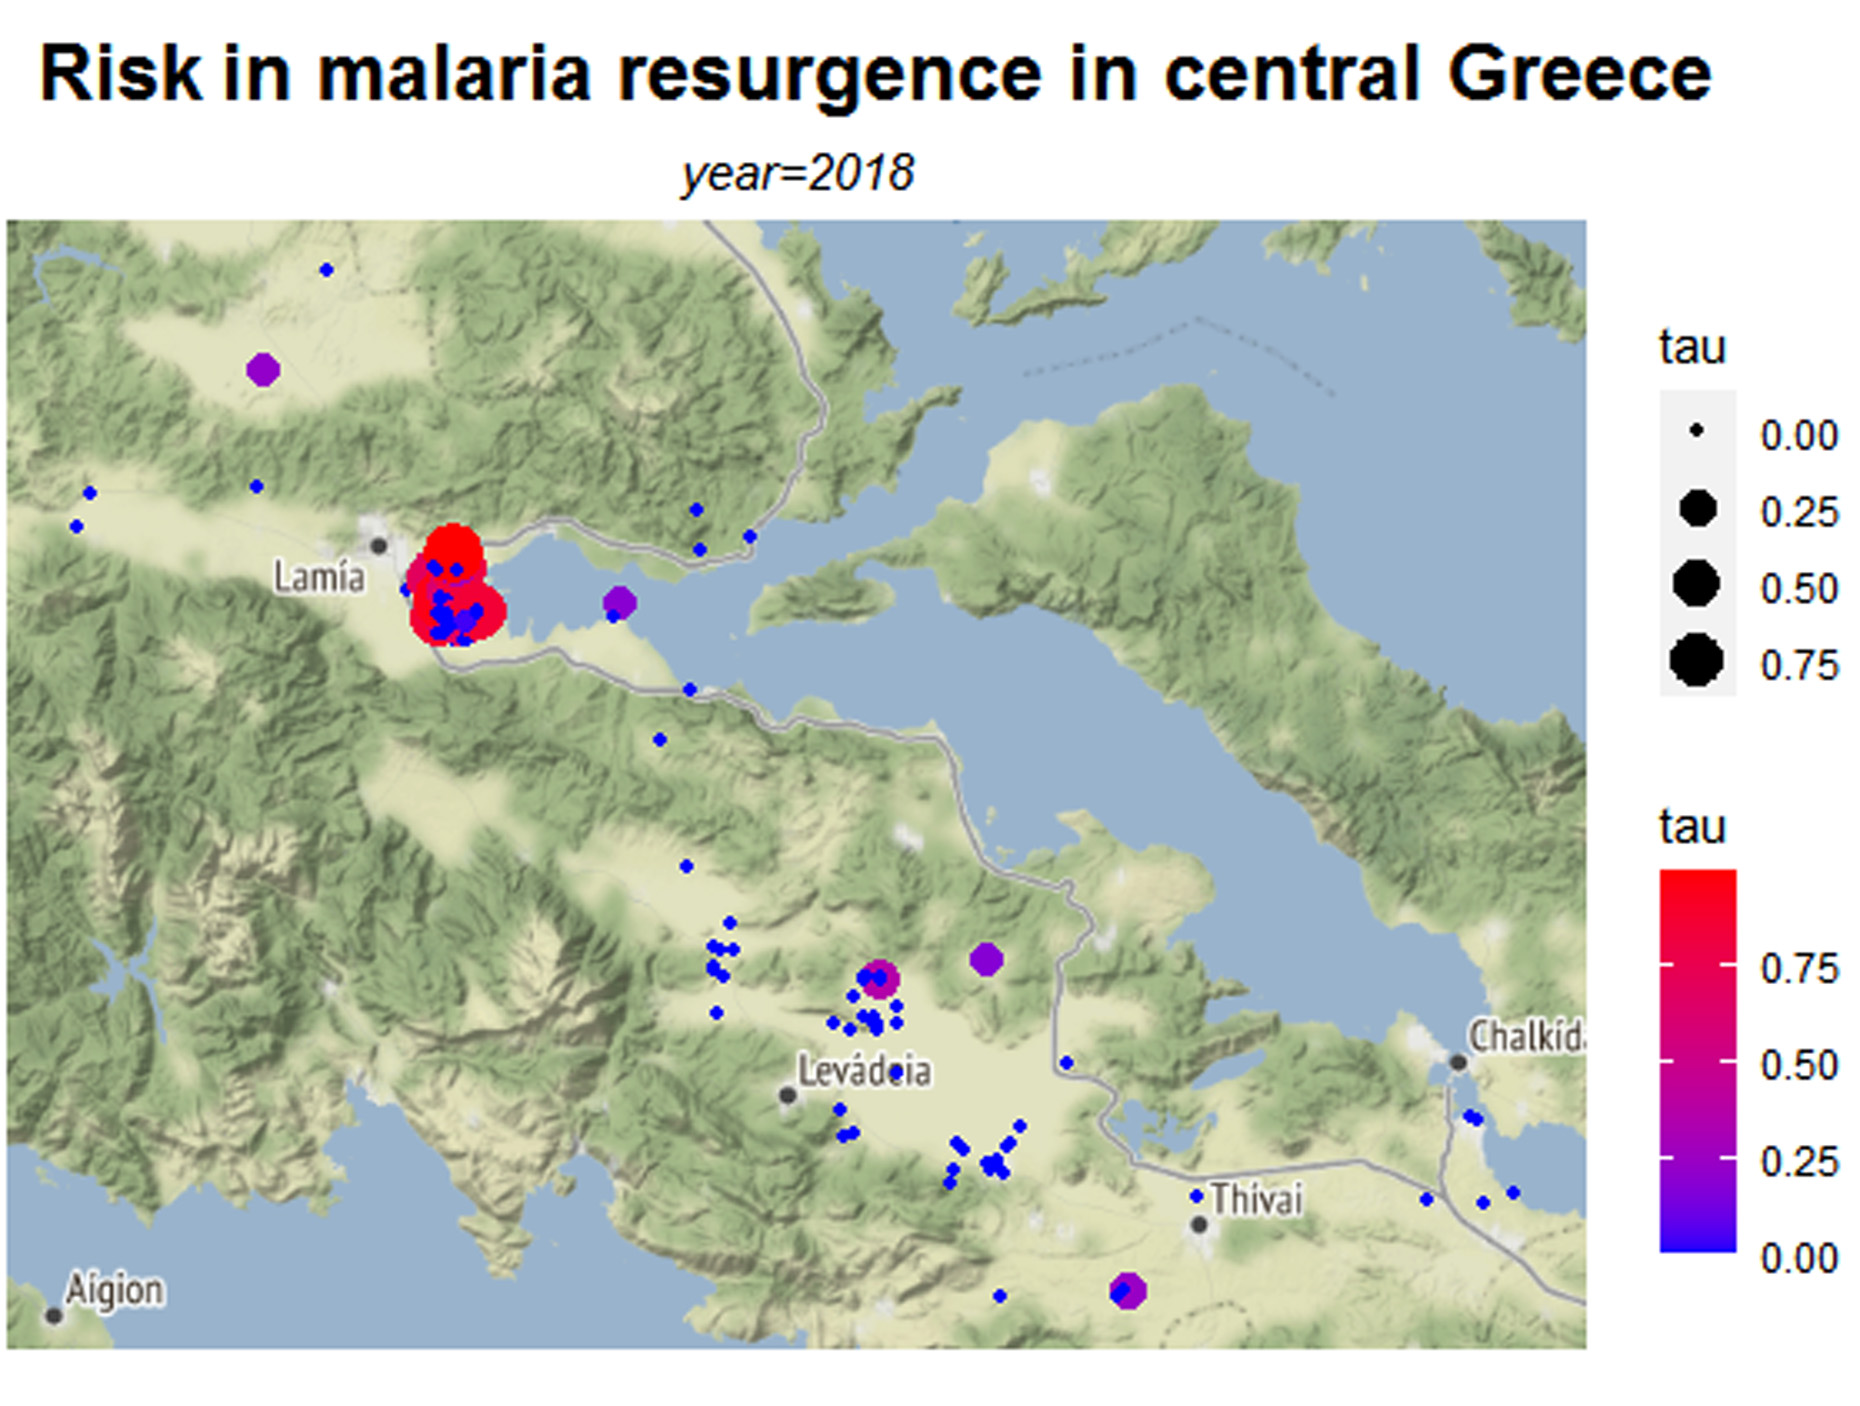 Risk in malaria resurgence in central Greece
year=2018
Lamía
Levádeia
Chalkíd
Thívai
Aígion
tau
0.00
0.25
0.50
0.75
tau
0.75
0.50
0.25
0.00